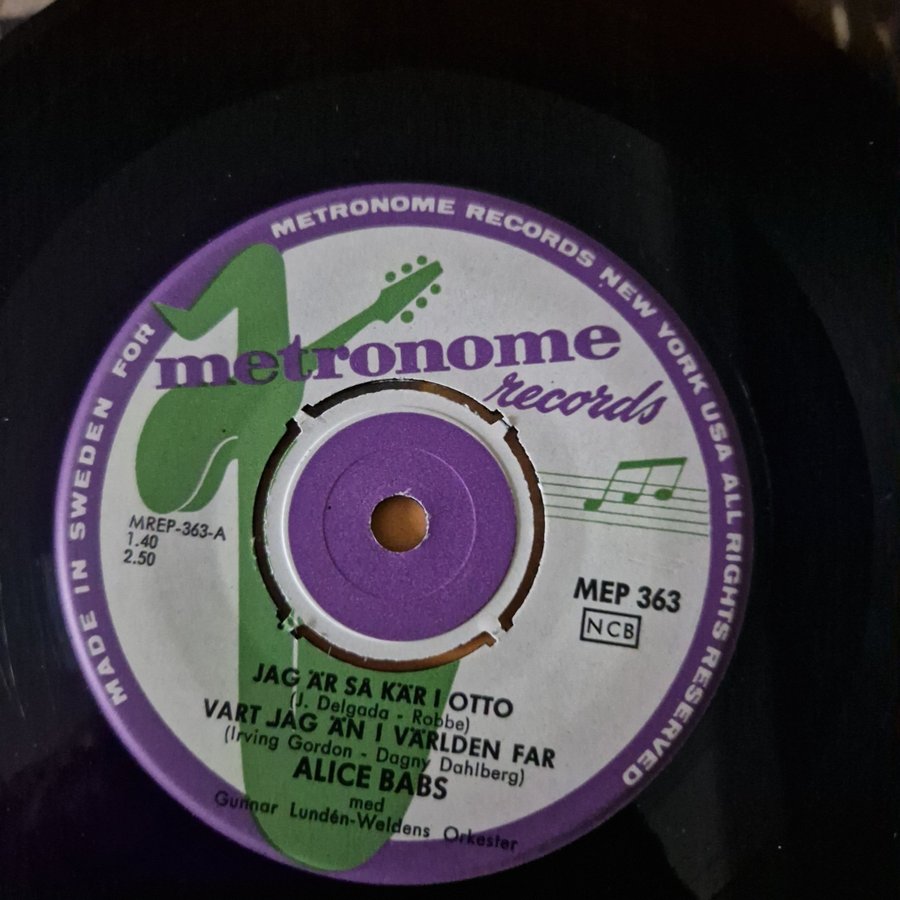 MADE IN SWEDEN FOR METRONOME RECORDS NEW YORK USA ALL RIGHTS RESERVED
metronome
records
MREP-363-A
1.40
2.50
MEP 363
NCB
JAG ÄR SÅ KÄR I OTTO
(J. Delgada - Robbe)
VART JAG ÄN I VÄRLDEN FAR
(Irving Gordon - Dagny Dahlberg)
ALICE BABS
med
Gunnar Lundén-Weldens Orkester